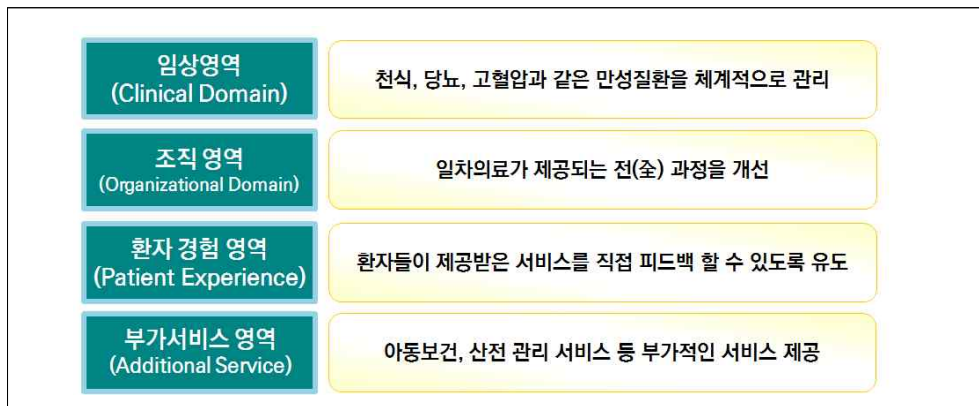 임상영역
(Clinical Domain)
천식, 당뇨, 고혈압과 같은 만성질환을 체계적으로 관리
조직 영역
(Organizational Domain)
일차의료가 제공되는 전(全) 과정을 개선
환자 경험 영역
(Patient Experience)
환자들이 제공받은 서비스를 직접 피드백 할 수 있도록 유도
부가서비스 영역
(Additional Service)
아동보건, 산전 관리 서비스 등 부가적인 서비스 제공